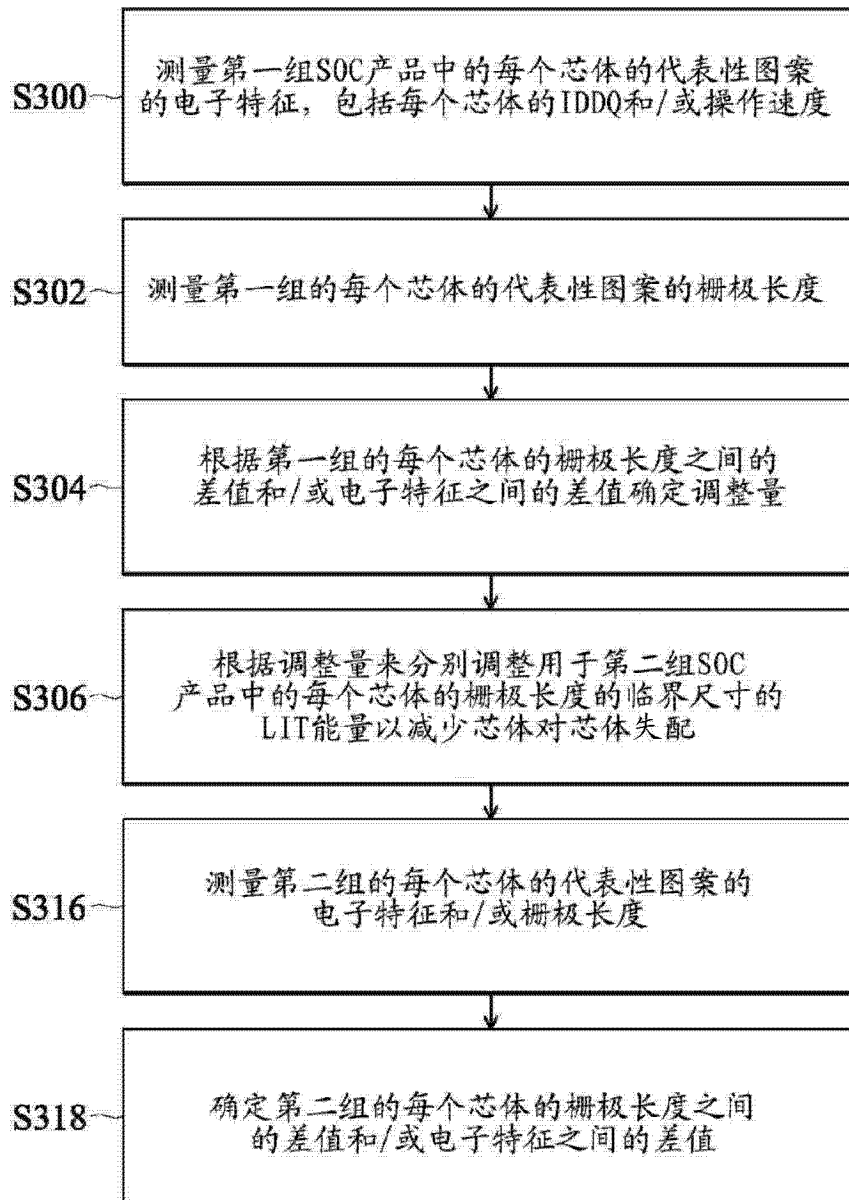 S300
测量第一组SOC产品中的每个芯体的代表性图案
的电子特征，包括每个芯体的IDDQ和/或操作速度
S302
测量第一组的每个芯体的代表性图案的栅极长度
S304
根据第一组的每个芯体的栅极长度之间的
差值和/或电子特征之间的差值确定调整量
S306
根据调整量来分别调整用于第二组SOC
产品中的每个芯体的栅极长度的临界尺寸的
LIT能量以减少芯体对芯体失配
S316
测量第二组的每个芯体的代表性图案的
电子特征和/或栅极长度
S318
确定第二组的每个芯体的栅极长度之间
的差值和/或电子特征之间的差值